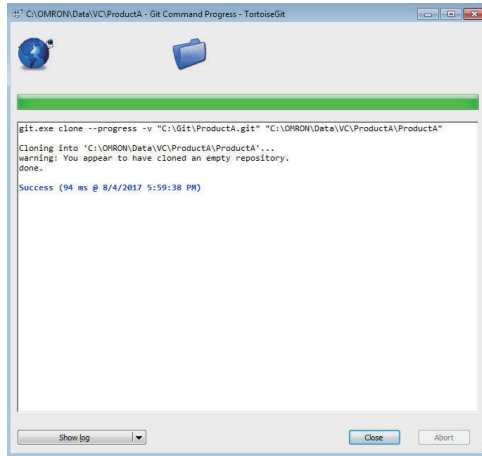 C:\OMRON\Data\VC\ProductA - Git Command Progress - TortoiseGit
git.exe clone --progress -v "C:\Git\ProductA.git" "C:\OMRON\Data\VC\ProductA\ProductA"
Cloning into 'C:\OMRON\Data\VC\ProductA\ProductA'...
warning: You appear to have cloned an empty repository.
done.
Success (94 ms @ 8/4/2017 5:59:38 PM)
Show log
Close
Abort